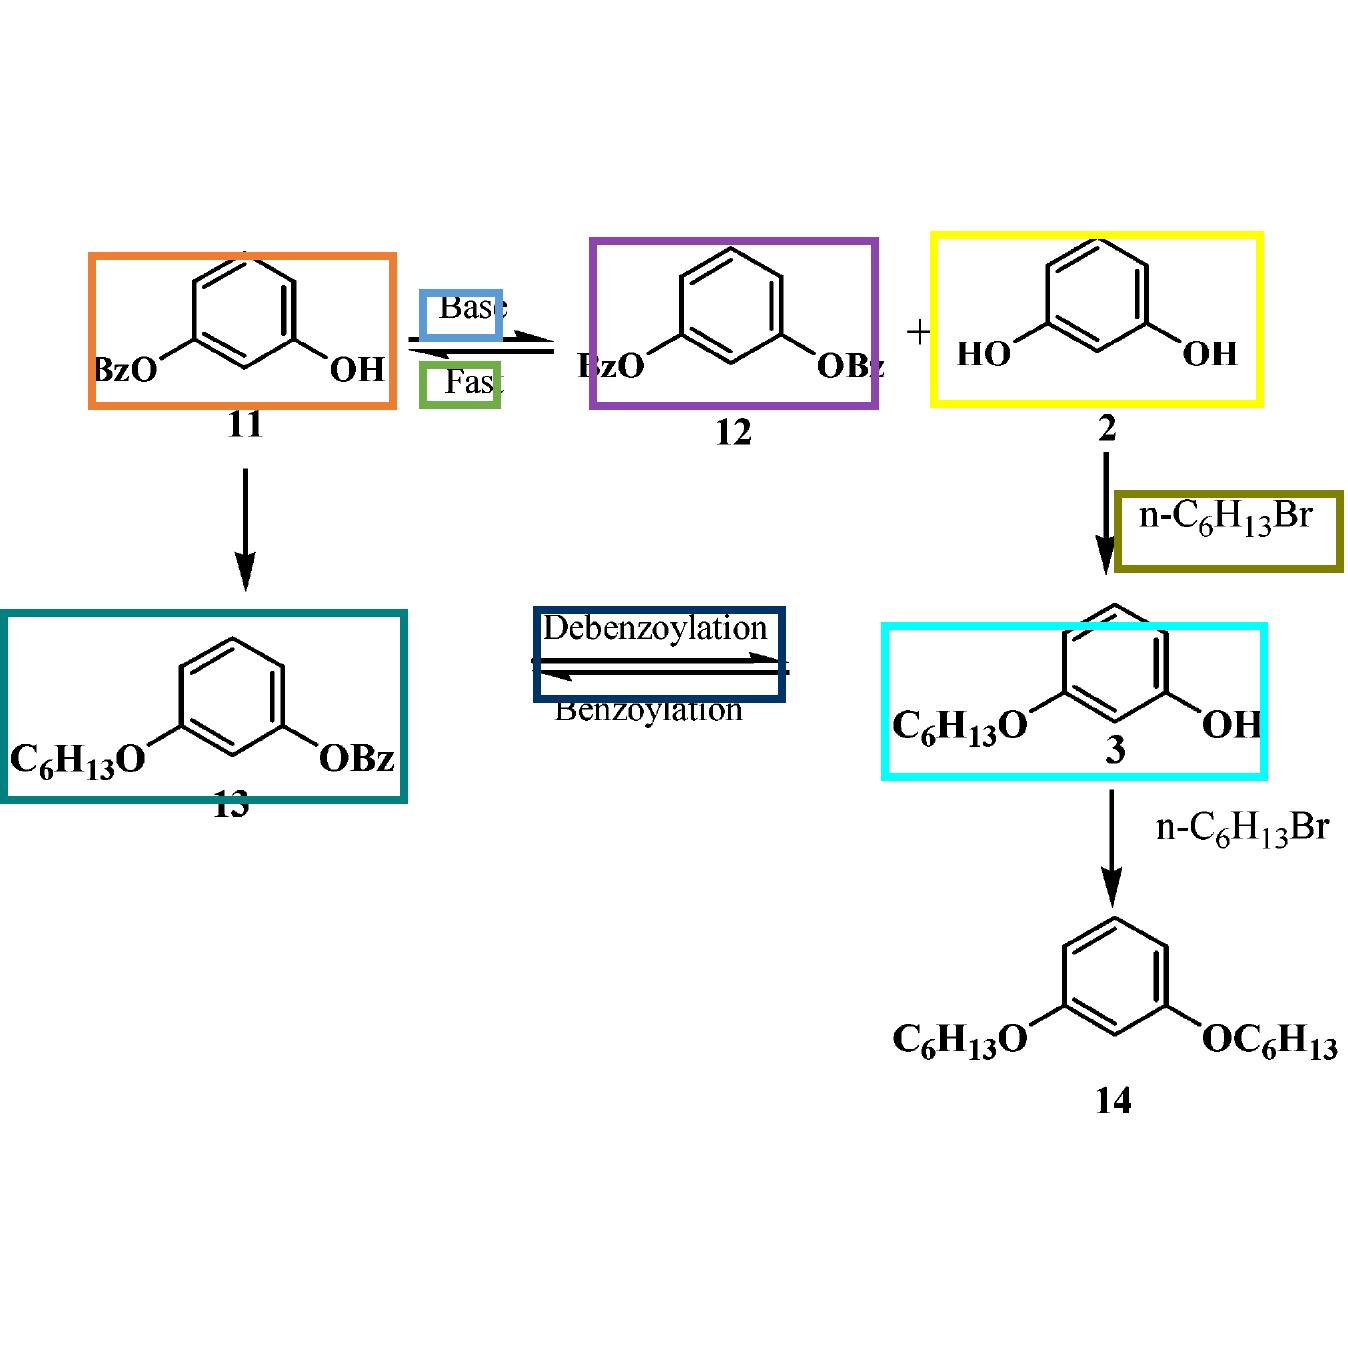 Base
Fast
BzO
OH
11
BzO
OBz
12
+
HO
OH
2
n-C₆H₁₃Br
C₆H₁₃O
OBz
13
Debenzoylation
Benzoylation
C₆H₁₃O
OH
3
n-C₆H₁₃Br
C₆H₁₃O
OC₆H₁₃
14